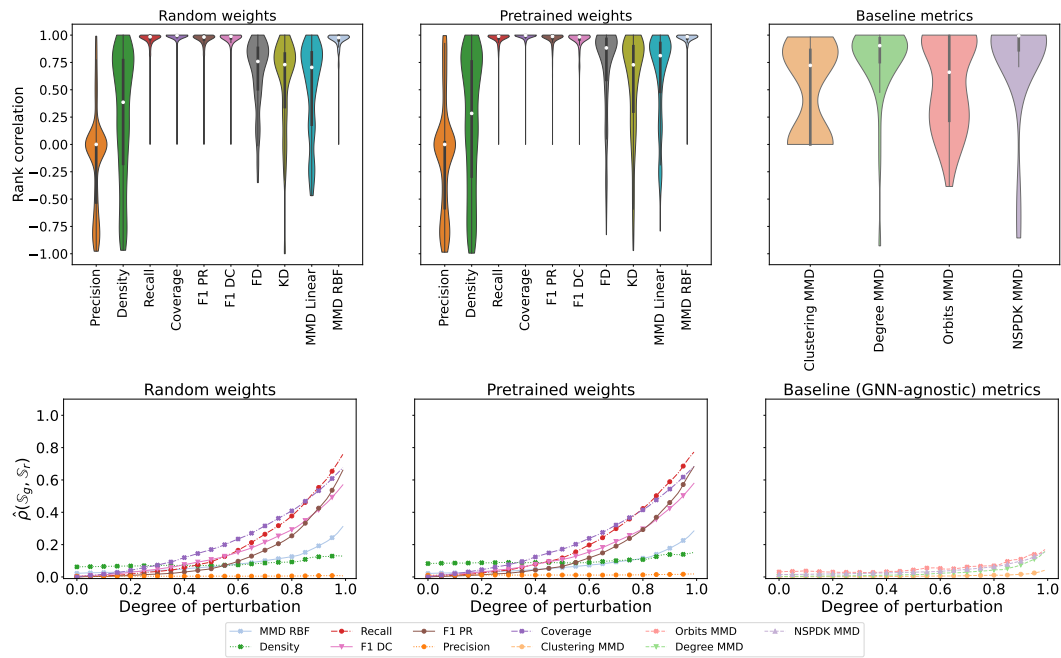 Random weights
Pretrained weights
Baseline metrics
Rank correlation
1.00
0.75
0.50
0.25
0.00
−0.25
−0.50
−0.75
−1.00
Precision
Density
Recall
Coverage
F1 PR
F1 DC
FD
KD
MMD Linear
MMD RBF
Precision
Density
Recall
Coverage
F1 PR
F1 DC
FD
KD
MMD Linear
MMD RBF
Clustering MMD
Degree MMD
Orbits MMD
NSPDK MMD
Random weights
Pretrained weights
Baseline (GNN-agnostic) metrics
ρ̂(𝕊g, 𝕊r)
1.0
0.8
0.6
0.4
0.2
0.0
0.0 0.2 0.4 0.6 0.8 1.0
0.0 0.2 0.4 0.6 0.8 1.0
0.0 0.2 0.4 0.6 0.8 1.0
Degree of perturbation
Degree of perturbation
Degree of perturbation
MMD RBF Recall F1 PR Coverage Orbits MMD NSPDK MMD
Density F1 DC Precision Clustering MMD Degree MMD